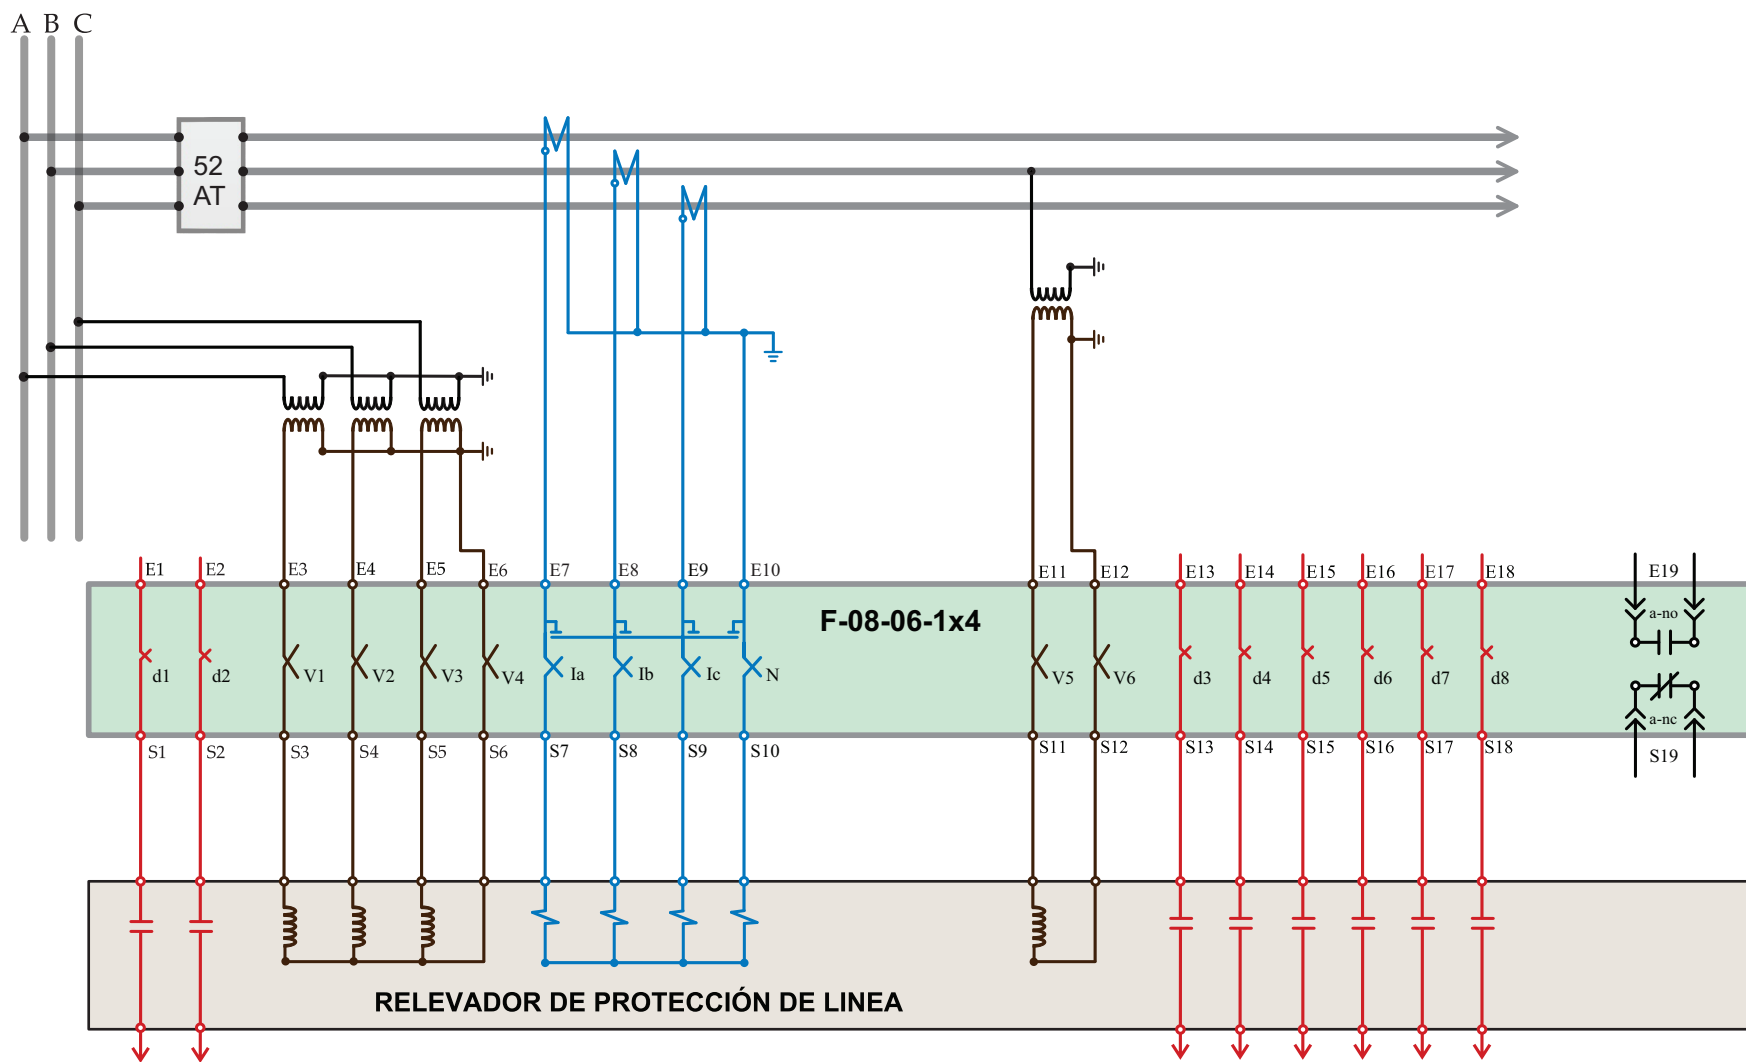 A B C
52
AT
E1 E2 E3 E4 E5 E6 E7 E8 E9 E10 E11 E12 E13 E14 E15 E16 E17 E18 E19
F-08-06-1x4
a-no
d1 d2 V1 V2 V3 V4 Ia Ib Ic N V5 V6 d3 d4 d5 d6 d7 d8
a-nc
S1 S2 S3 S4 S5 S6 S7 S8 S9 S10 S11 S12 S13 S14 S15 S16 S17 S18 S19
RELEVADOR DE PROTECCIÓN DE LINEA